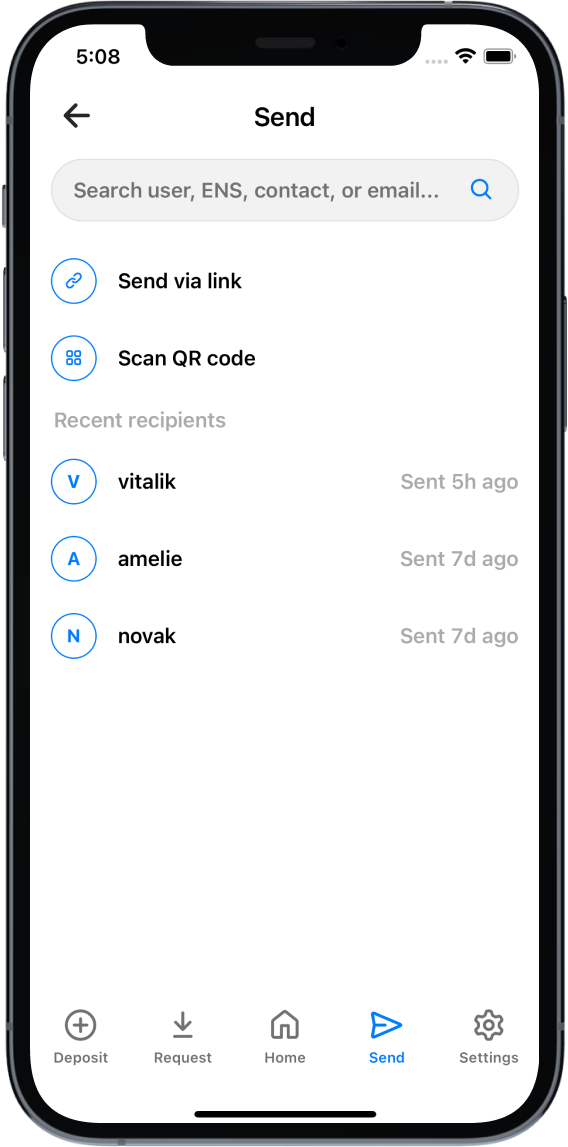 5:08
Send
Search user, ENS, contact, or email...
Send via link
Scan QR code
Recent recipients
V vitalik Sent 5h ago
A amelie Sent 7d ago
N novak Sent 7d ago
Deposit Request Home Send Settings